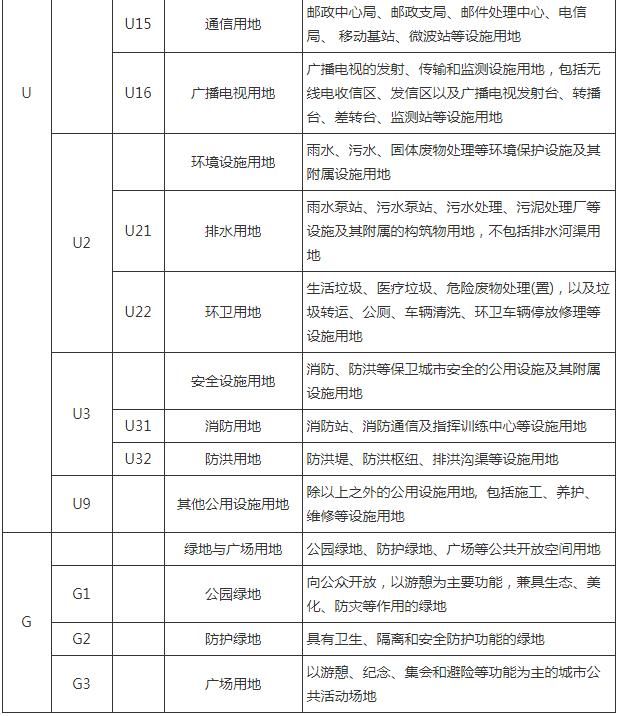 U
U15
通信用地
邮政中心局、邮政支局、邮件处理中心、电信
局、 移动基站、微波站等设施用地
U16
广播电视用地
广播电视的发射、传输和监测设施用地，包括无
线电收信区、发信区以及广播电视发射台、转播
台、差转台、监测站等设施用地
U2
环境设施用地
雨水、污水、固体废物处理等环境保护设施及其
附属设施用地
U21
排水用地
雨水泵站、污水泵站、污水处理、污泥处理厂等
设施及其附属的构筑物用地，不包括排水河渠用
地
U22
环卫用地
生活垃圾、医疗垃圾、危险废物处理(置)，以及垃
圾转运、公厕、车辆清洗、环卫车辆停放修理等
设施用地
U3
安全设施用地
消防、防洪等保卫城市安全的公用设施及其附属
设施用地
U31
消防用地
消防站、消防通信及指挥训练中心等设施用地
U32
防洪用地
防洪堤、防洪枢纽、排洪沟渠等设施用地
U9
其他公用设施用地
除以上之外的公用设施用地, 包括施工、养护、
维修等设施用地
G
绿地与广场用地
公园绿地、防护绿地、广场等公共开放空间用地
G1
公园绿地
向公众开放，以游憩为主要功能，兼具生态、美
化、防灾等作用的绿地
G2
防护绿地
具有卫生、隔离和安全防护功能的绿地
G3
广场用地
以游憩、纪念、集会和避险等功能为主的城市公
共活动场地